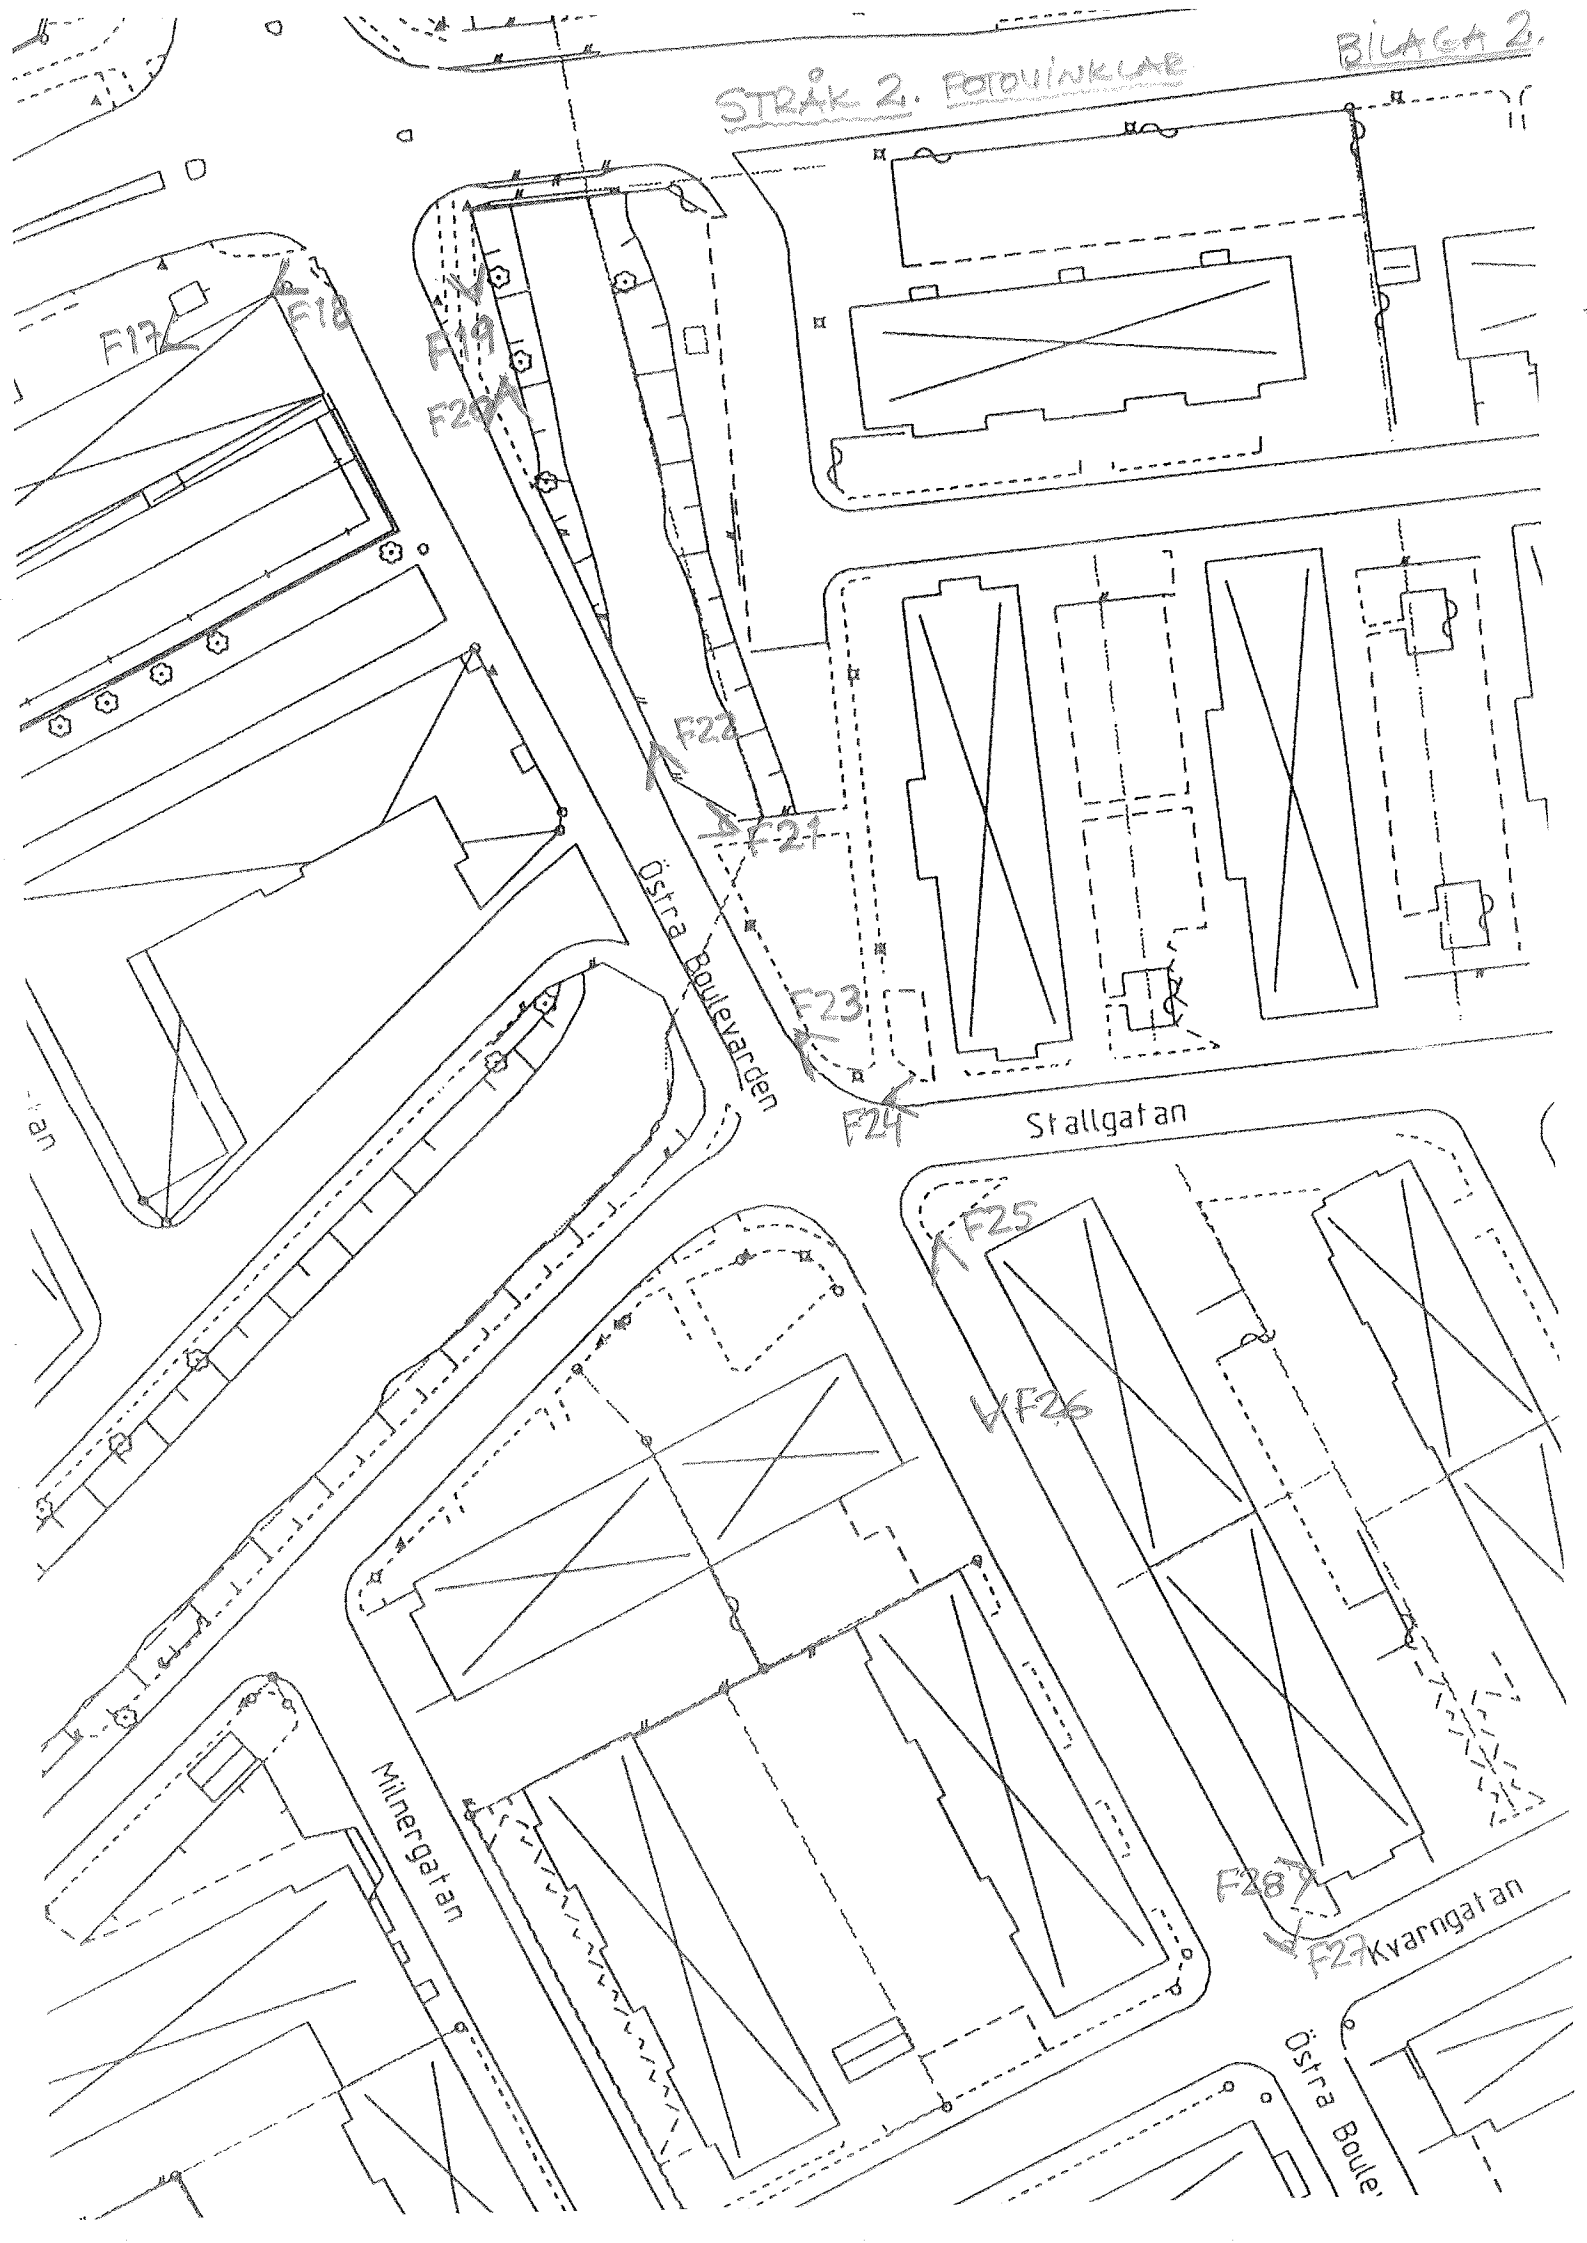 BILAGA 2.
STRÅK 2. FOTOVINKLAR
F18
F17
F19
F20
F22
F21
Östra Boulevarden
F23
F24
Stallgatan
F25
F26
Milnergatan
F28
F27
Kvarngatan
Östra Boule